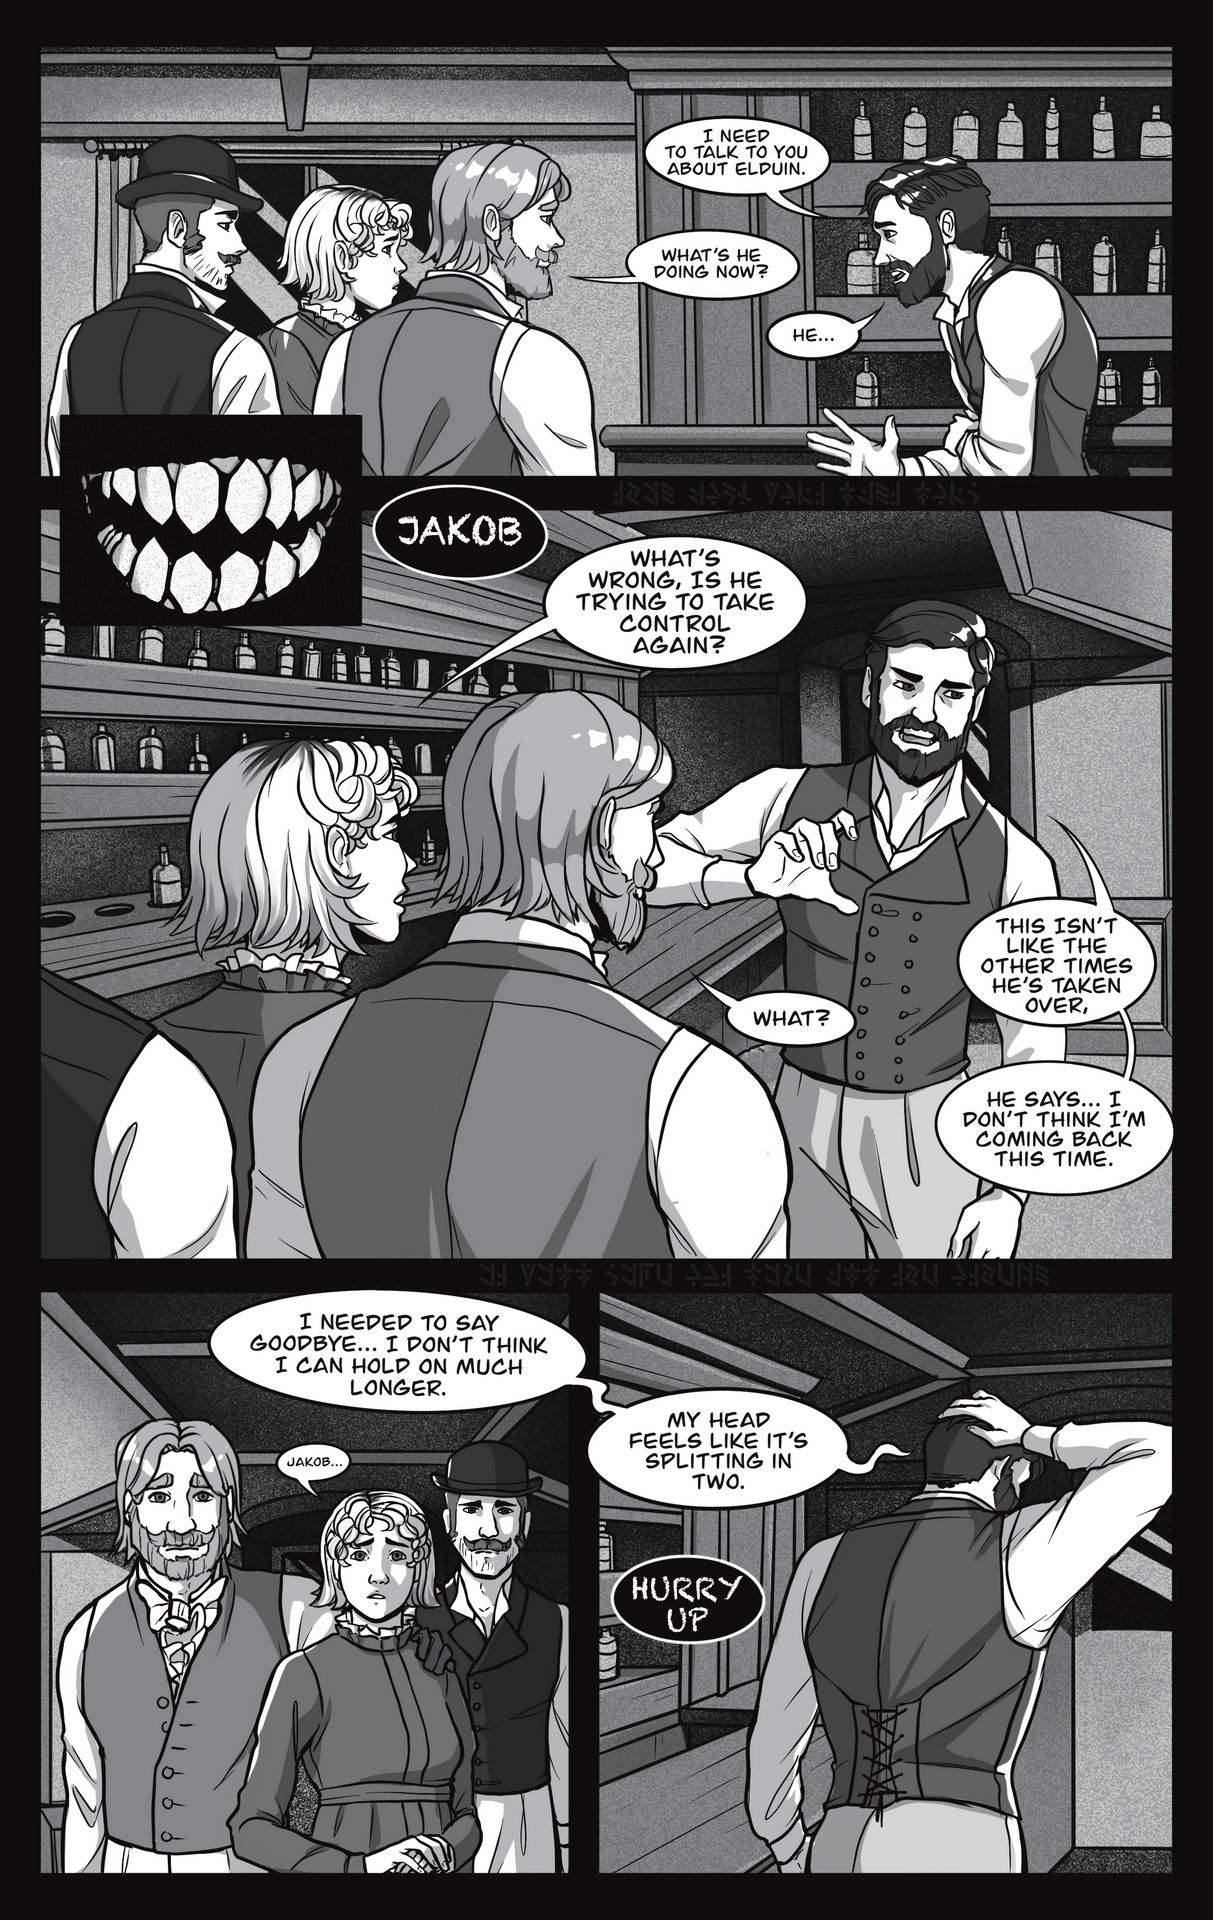 I NEED
TO TALK TO YOU
ABOUT ELDUIN.
WHAT'S HE
DOING NOW?
HE...
JAKOB
WHAT'S
WRONG, IS HE
TRYING TO TAKE
CONTROL
AGAIN?
THIS ISN'T
LIKE THE
OTHER TIMES
HE'S TAKEN
OVER,
WHAT?
HE SAYS... I
DON'T THINK I'M
COMING BACK
THIS TIME.
I NEEDED TO SAY
GOODBYE... I DON'T THINK
I CAN HOLD ON MUCH
LONGER.
JAKOB...
MY HEAD
FEELS LIKE IT'S
SPLITTING IN
TWO.
HURRY
UP